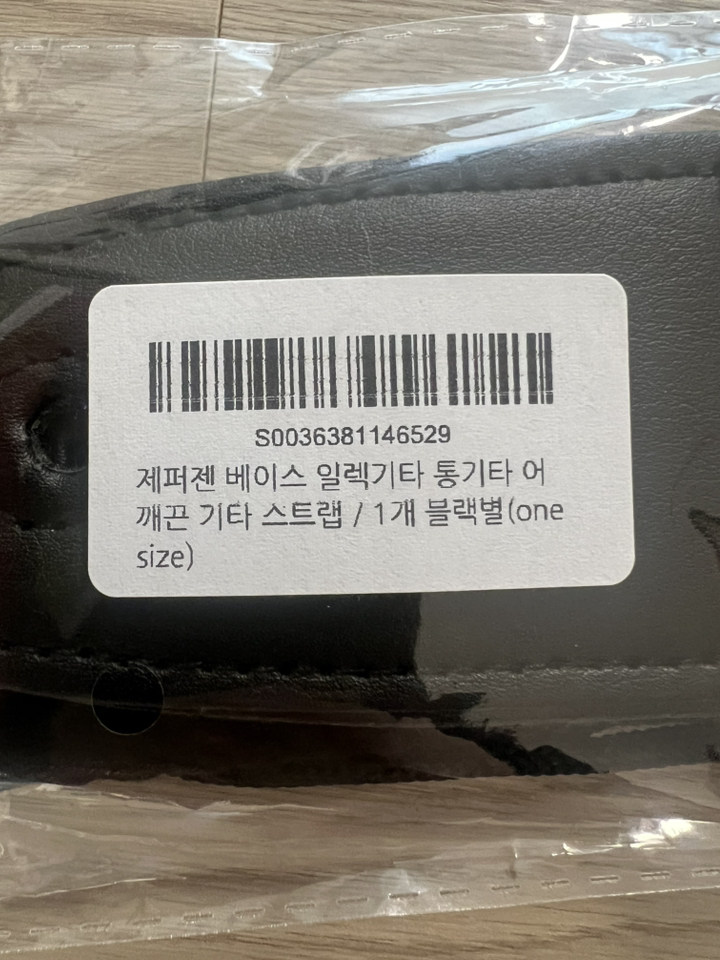 S0036381146529
제퍼젠 베이스 일렉기타 통기타 어
깨끈 기타 스트랩 / 1개 블랙별(one
size)